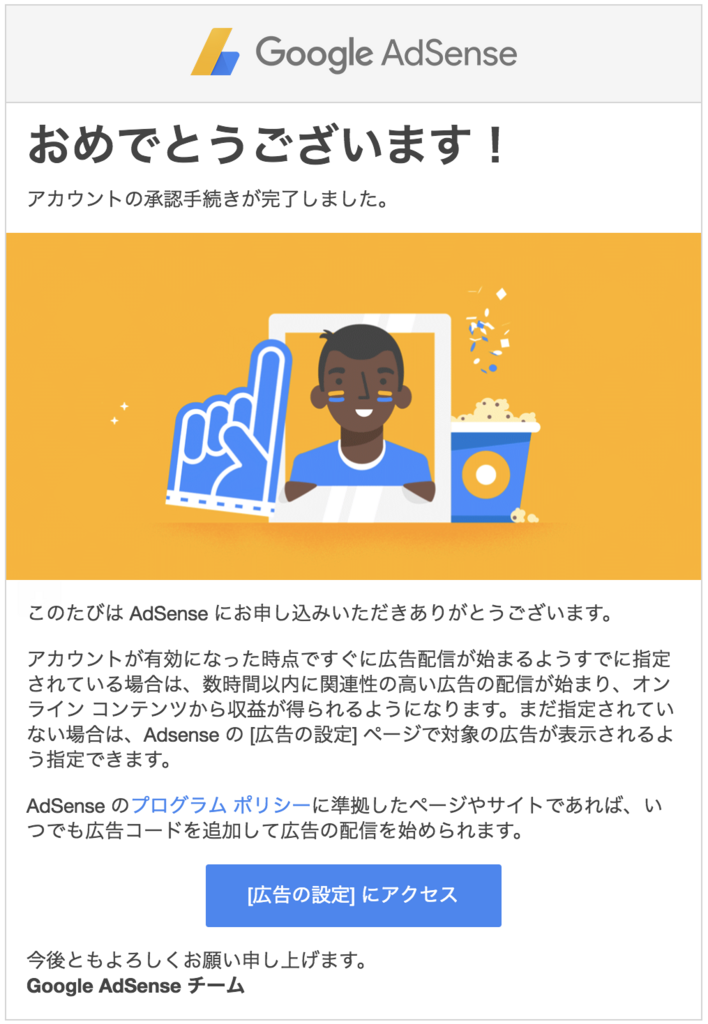 Google AdSense
おめでとうございます！
アカウントの承認手続きが完了しました。
このたびは AdSense にお申し込みいただきありがとうございます。
アカウントが有効になった時点ですぐに広告配信が始まるようすでに指定
されている場合は、数時間以内に関連性の高い広告の配信が始まり、オン
ライン コンテンツから収益が得られるようになります。まだ指定されてい
ない場合は、Adsense の [広告の設定] ページで対象の広告が表示されるよ
う指定できます。
AdSense のプログラム ポリシーに準拠したページやサイトであれば、い
つでも広告コードを追加して広告の配信を始められます。
[広告の設定] にアクセス
今後ともよろしくお願い申し上げます。
Google AdSense チーム